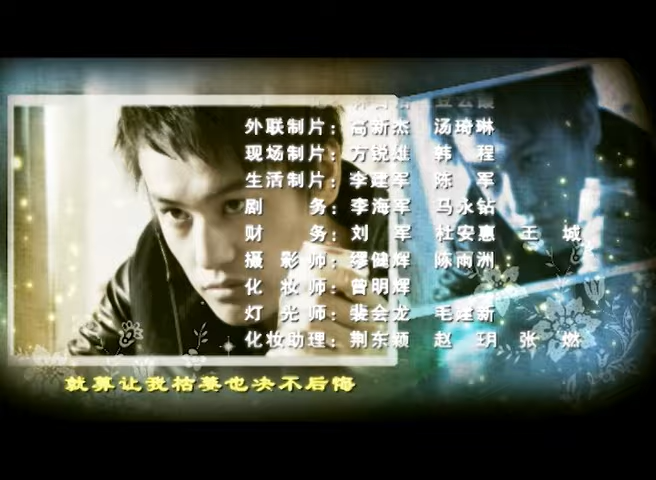 外联制片：高新杰 汤琦琳
现场制片：方锐雄 韩 程
生活制片：李建军 陈 军
剧 务：李海军 马永钻
财 务：刘 军 杜安惠 王 城
摄 影 师：缪健辉 陈雨洲
化 妆 师：曾明辉
灯 光 师：裴会龙 毛建新
化妆助理：荆东颖 赵 玥 张 燃
就算让我枯萎也决不后悔